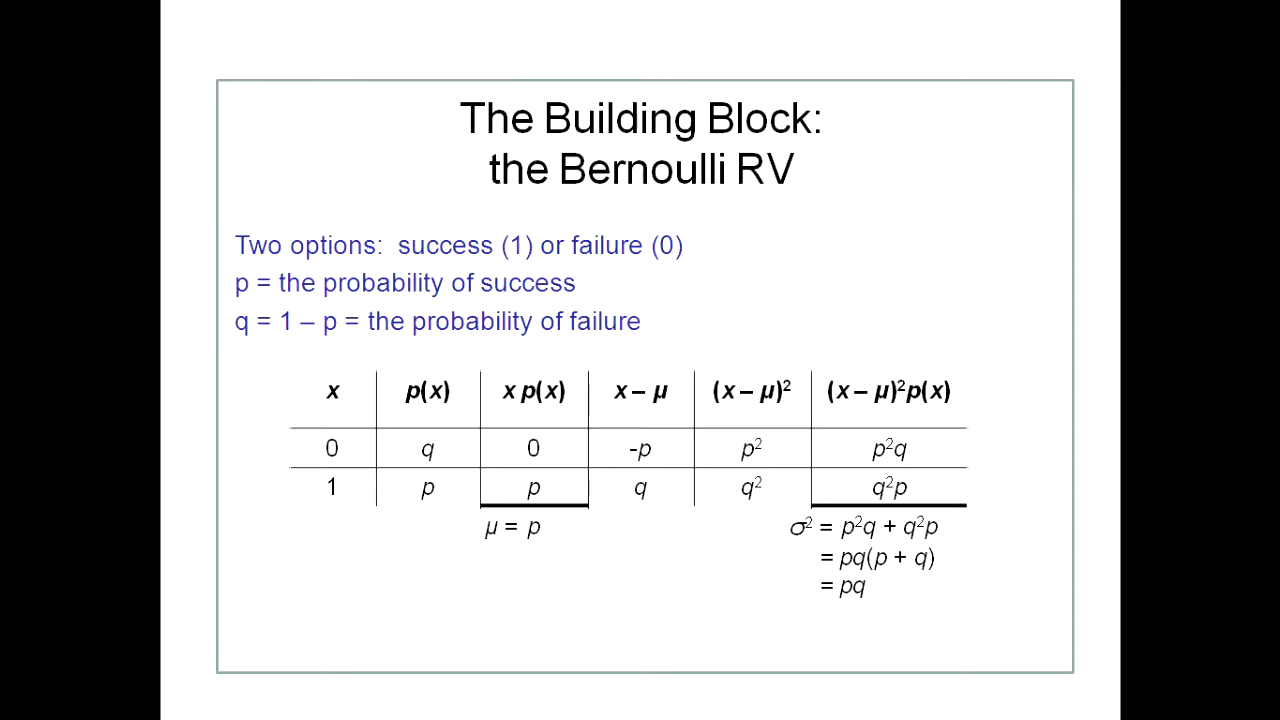 The Building Block:
the Bernoulli RV
Two options:  success (1) or failure (0)
p = the probability of success
q = 1 – p = the probability of failure
x p(x) x p(x) x – µ (x – µ)² (x – µ)²p(x)
0 q 0 -p p² p²q
1 p p q q² q²p
µ = p σ² = p²q + q²p
= pq(p + q)
= pq